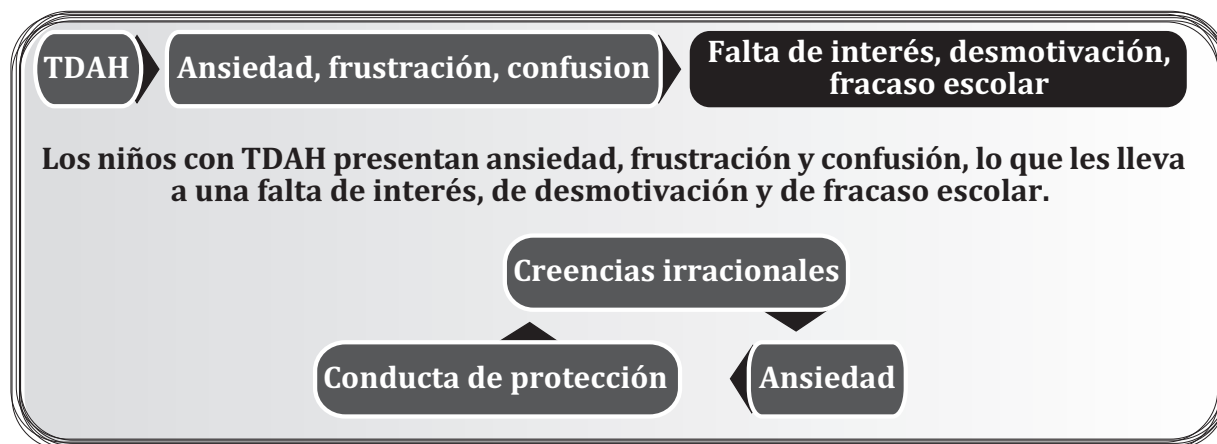 TDAH
Ansiedad, frustración, confusion
Falta de interés, desmotivación,
fracaso escolar
Los niños con TDAH presentan ansiedad, frustración y confusión, lo que les lleva
a una falta de interés, de desmotivación y de fracaso escolar.
Creencias irracionales
Conducta de protección
Ansiedad